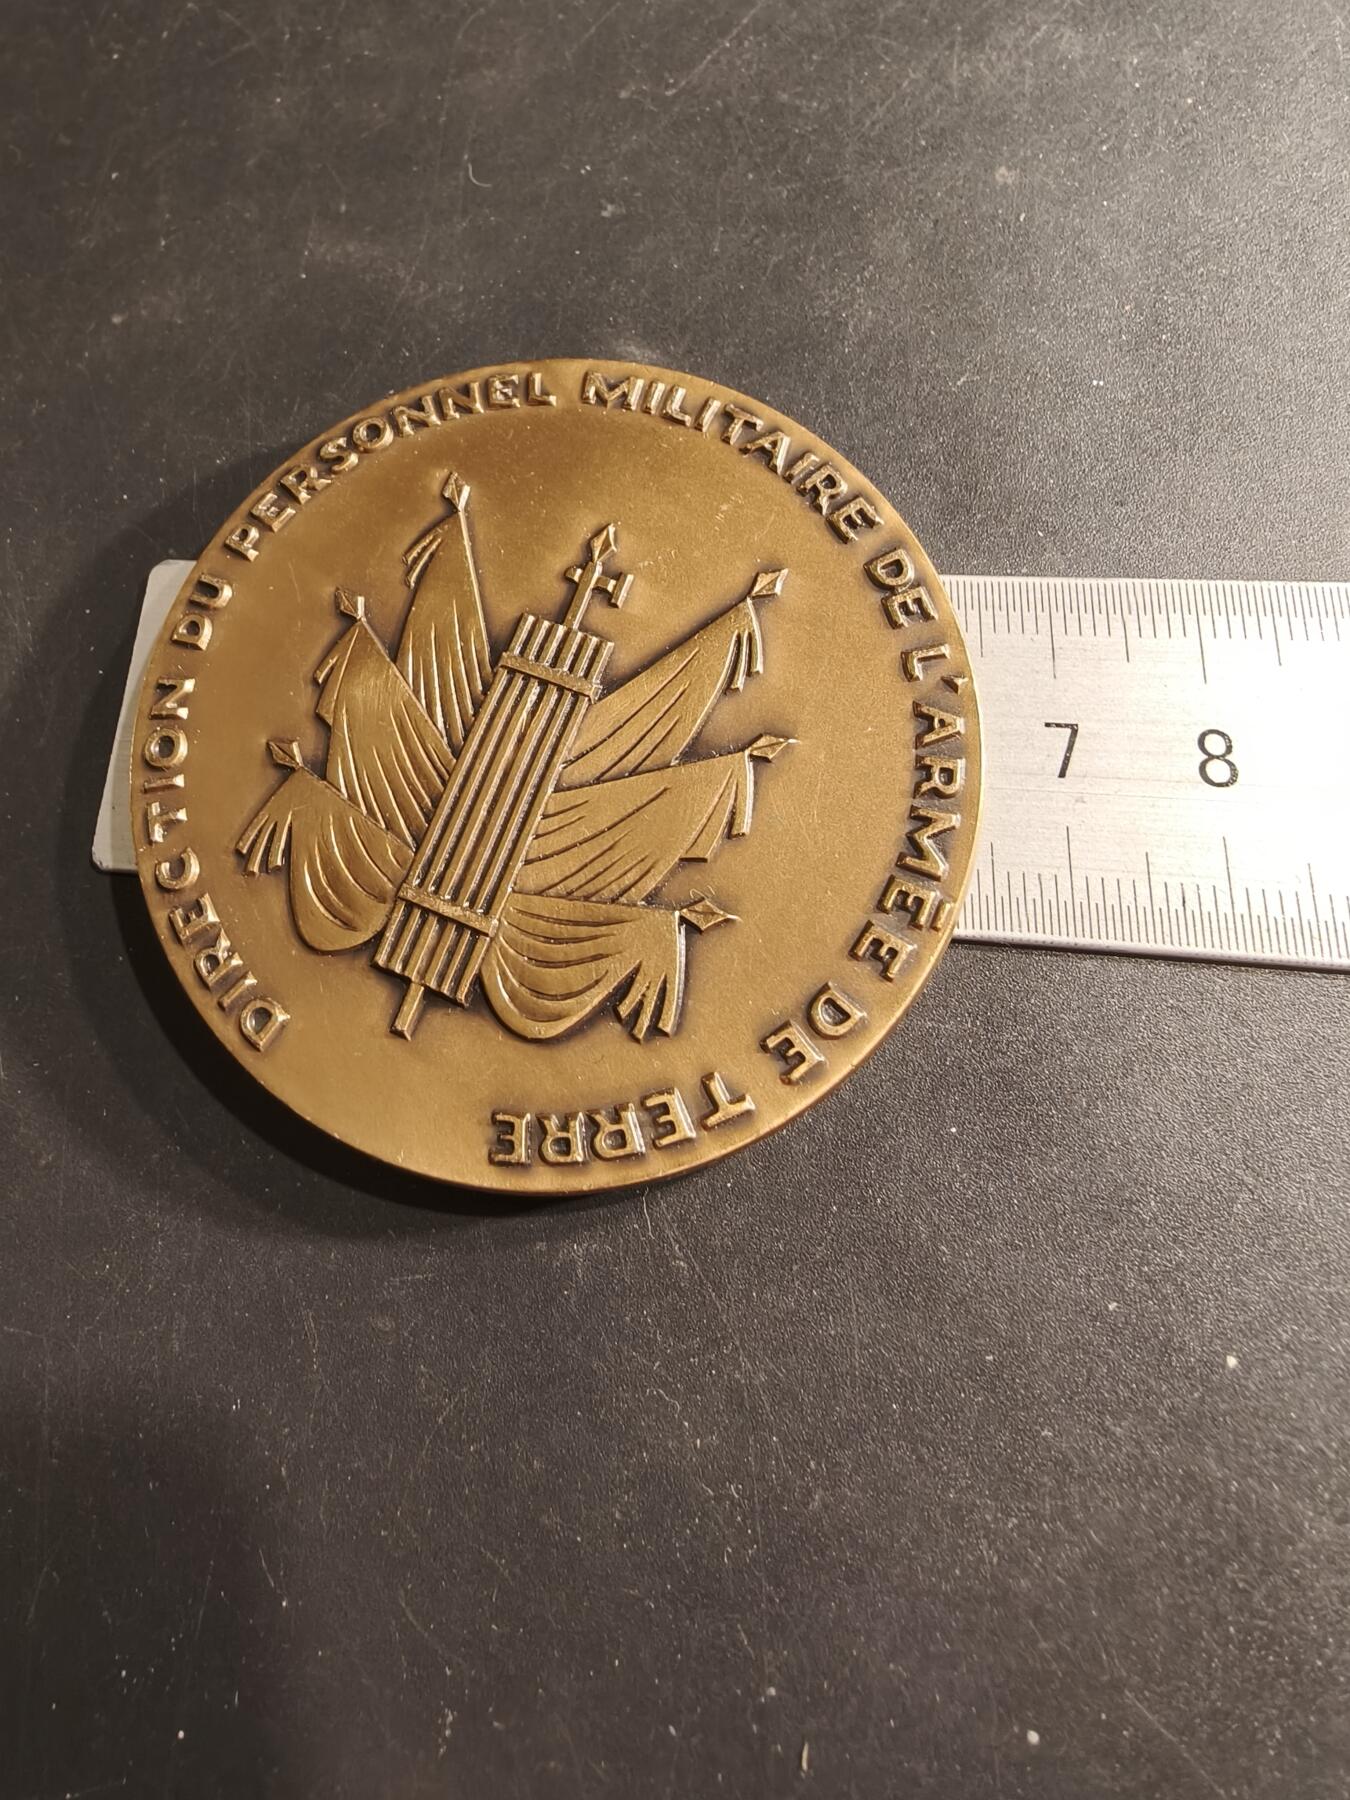 DIRECTION DU PERSONNEL MILITAIRE DE L'ARMÉE DE TERRE
7 8